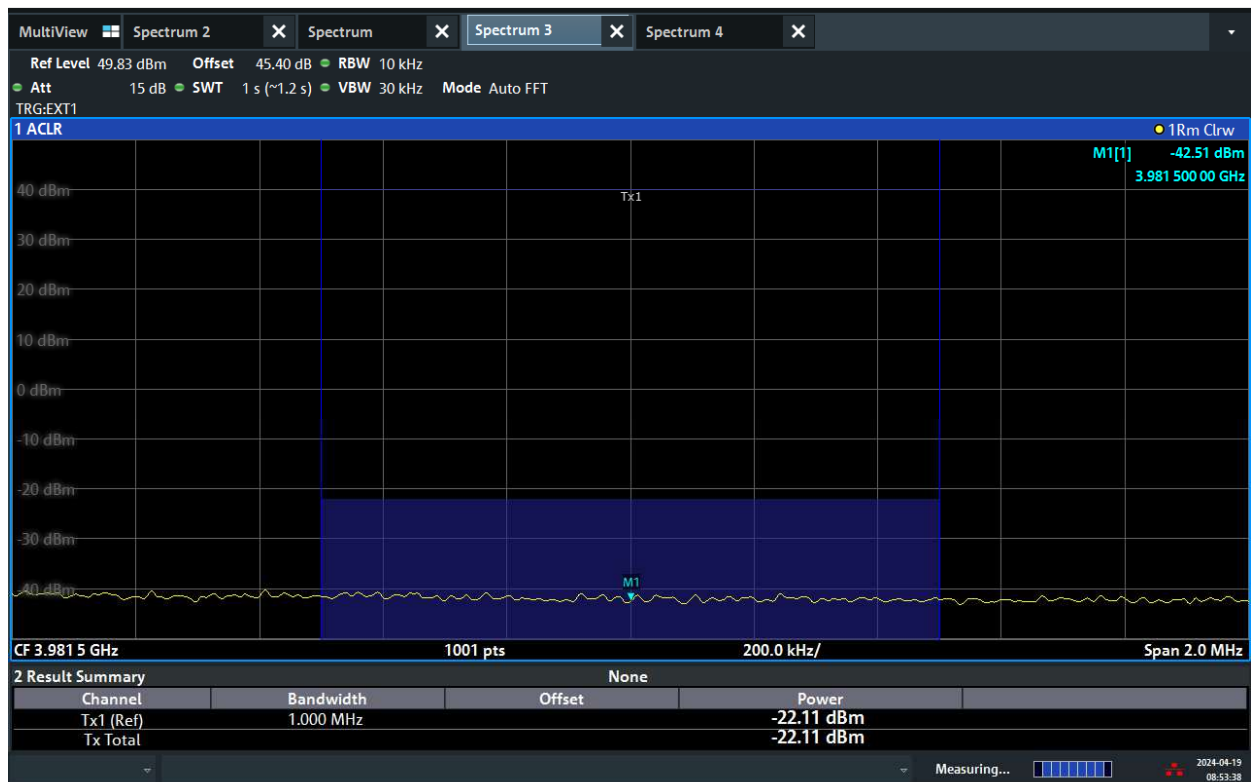 MultiView Spectrum 2 Spectrum Spectrum 3 Spectrum 4
Ref Level 49.83 dBm Offset 45.40 dB RBW 10 kHz
Att 15 dB SWT 1 s (~1.2 s) VBW 30 kHz Mode Auto FFT
TRG:EXT1
1 ACLR 1Rm Clrw
M1[1] -42.51 dBm
3.981 500 00 GHz
40 dBm
Tx1
30 dBm
20 dBm
10 dBm
0 dBm
-10 dBm
-20 dBm
-30 dBm
M1
-40 dBm
CF 3.981 5 GHz 1001 pts 200.0 kHz/ Span 2.0 MHz
2 Result Summary None
Channel Bandwidth Offset Power
Tx1 (Ref) 1.000 MHz -22.11 dBm
Tx Total -22.11 dBm
Measuring... 2024-04-19
08:53:38